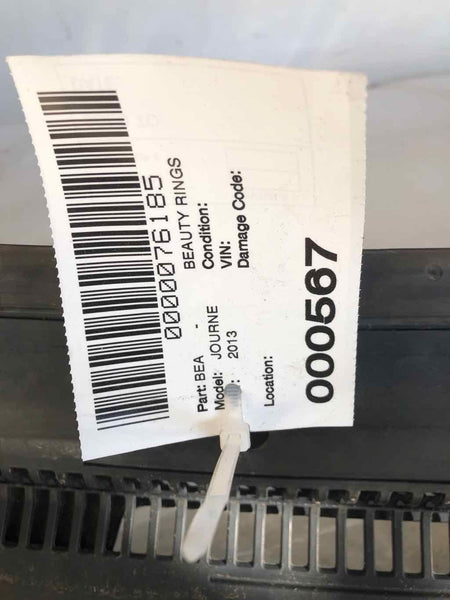 0000076185
Part: BEA - BEAUTY RINGS
Model: JOURNE Condition:
: 2013 VIN:
Damage Code:
Location:
000567